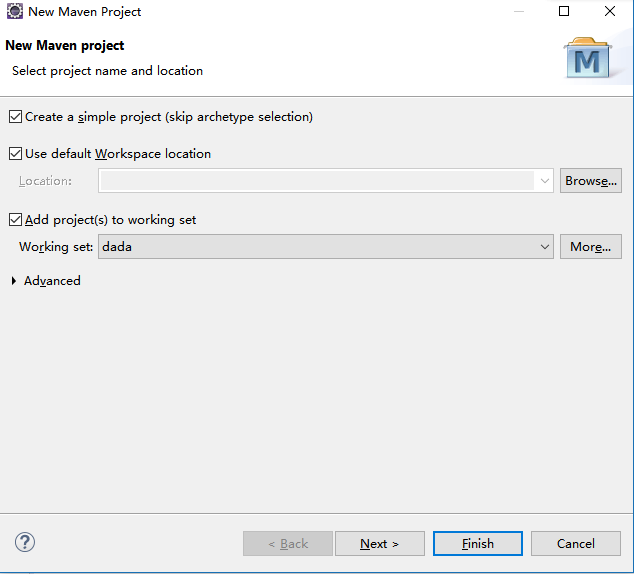 New Maven Project
New Maven project
Select project name and location
M
Create a simple project (skip archetype selection)
Use default Workspace location
Location:
Browse...
Add project(s) to working set
Working set: dada More...
Advanced
? < Back Next > Finish Cancel